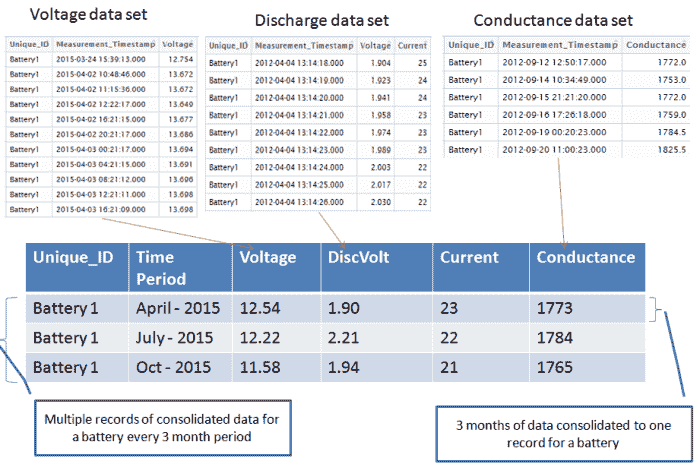 Voltage data set
Unique_ID Measurement_Timestamp Voltage
Battery1 2015-03-24 15:39:13.000 12.754
Battery1 2015-04-02 10:48:46.000 13.672
Battery1 2015-04-02 11:15:36.000 13.672
Battery1 2015-04-02 12:22:17.000 13.649
Battery1 2015-04-02 16:21:15.000 13.677
Battery1 2015-04-02 20:21:17.000 13.686
Battery1 2015-04-03 00:21:17.000 13.694
Battery1 2015-04-03 04:21:15.000 13.691
Battery1 2015-04-03 08:21:12.000 13.696
Battery1 2015-04-03 12:21:11.000 13.698
Battery1 2015-04-03 16:21:09.000 13.698
Discharge data set
Unique_ID Measurement_Timestamp Voltage Current
Battery1 2012-04-04 13:14:18.000 1.904 25
Battery1 2012-04-04 13:14:19.000 1.923 24
Battery1 2012-04-04 13:14:20.000 1.941 24
Battery1 2012-04-04 13:14:21.000 1.958 23
Battery1 2012-04-04 13:14:22.000 1.974 23
Battery1 2012-04-04 13:14:23.000 1.989 23
Battery1 2012-04-04 13:14:24.000 2.003 22
Battery1 2012-04-04 13:14:25.000 2.017 22
Battery1 2012-04-04 13:14:26.000 2.030 22
Conductance data set
Unique_ID Measurement_Timestamp Conductance
Battery1 2012-09-12 12:50:17.000 1772.0
Battery1 2012-09-14 10:34:49.000 1753.0
Battery1 2012-09-15 21:21:20.000 1772.0
Battery1 2012-09-16 17:26:18.000 1759.0
Battery1 2012-09-19 00:20:23.000 1784.5
Battery1 2012-09-20 11:00:23.000 1825.5
Unique_ID Time Voltage DiscVolt Current Conductance
Period
Battery 1 April - 2015 12.54 1.90 23 1773
Battery 1 July - 2015 12.22 2.21 22 1784
Battery 1 Oct - 2015 11.58 1.94 21 1765
Multiple records of consolidated data for
a battery every 3 month period
3 months of data consolidated to one
record for a battery